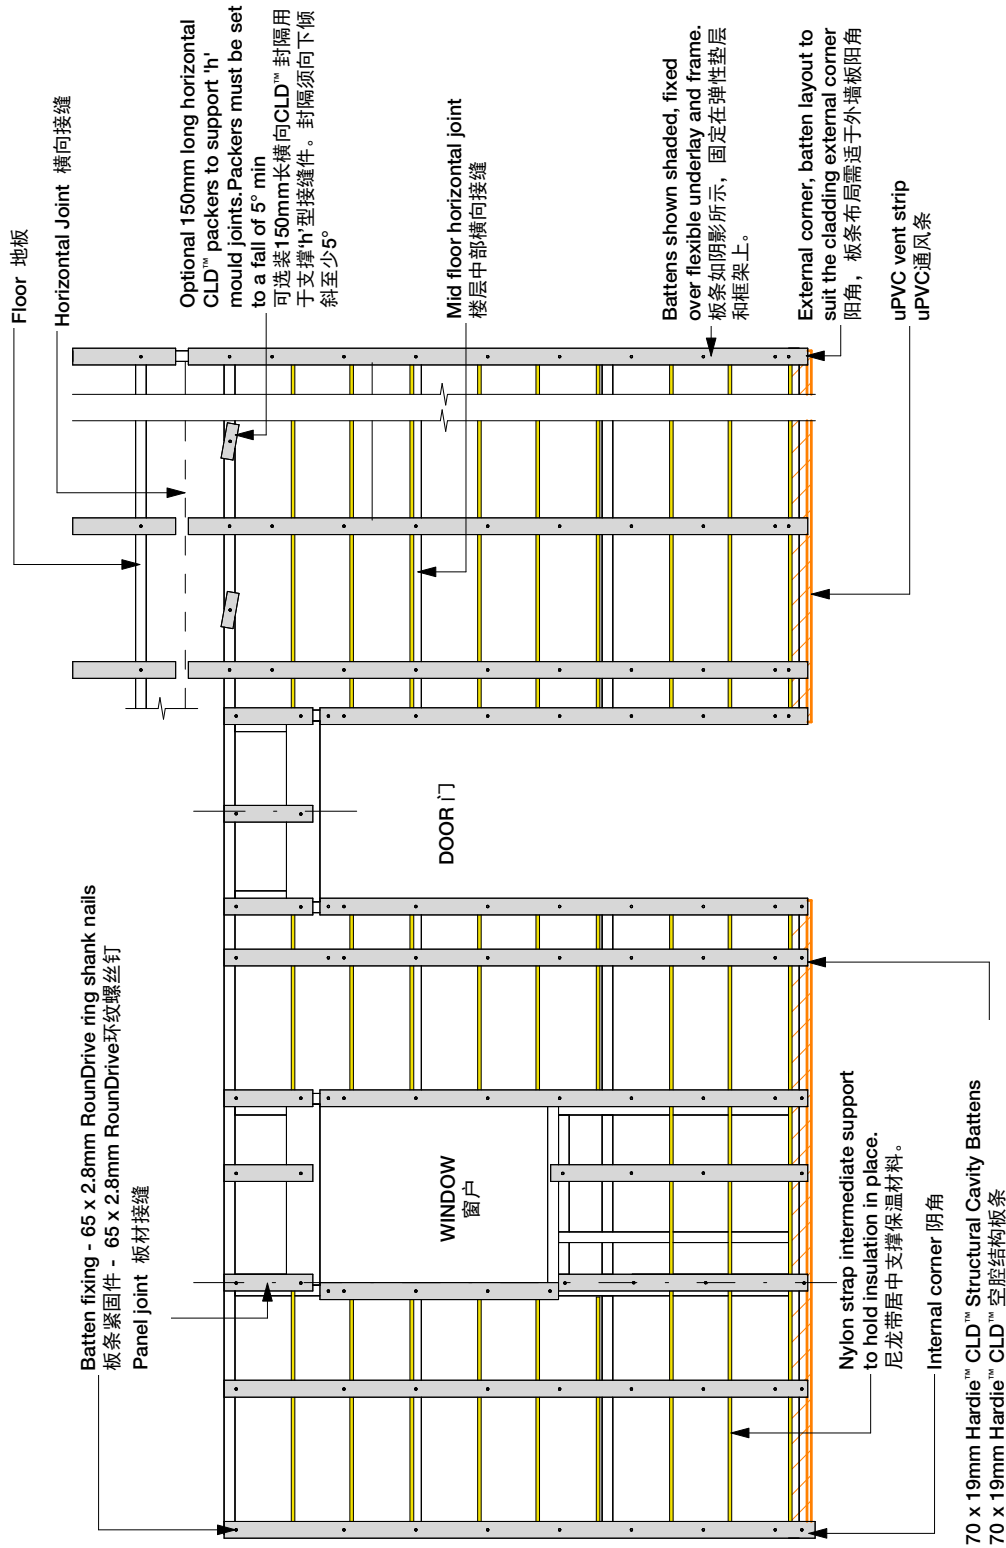 Batten fixing - 65 x 2.8mm RounDrive ring shank nails
板条紧固件 - 65 x 2.8mm RounDrive环纹螺丝钉
Panel joint 板材接缝
Floor 地板
Horizontal Joint 横向接缝
Optional 150mm long horizontal
CLD™ packers to support 'h'
mould joints.Packers must be set
to a fall of 5° min
可选装150mm长横向CLD™ 封隔用
于支撑‘h’型接缝件。封隔须向下倾
斜至少5°
Mid floor horizontal joint
楼层中部横向接缝
Battens shown shaded, fixed
over flexible underlay and frame.
板条如阴影所示，固定在弹性垫层
和框架上。
External corner, batten layout to
suit the cladding external corner
阳角，板条布局需适于外墙板阳角
uPVC vent strip
uPVC通风条
WINDOW
窗户
DOOR 门
Nylon strap intermediate support
to hold insulation in place.
尼龙带居中支撑保温材料。
Internal corner 阴角
70 x 19mm Hardie™ CLD™ Structural Cavity Battens
70 x 19mm Hardie™ CLD™ 空腔结构板条